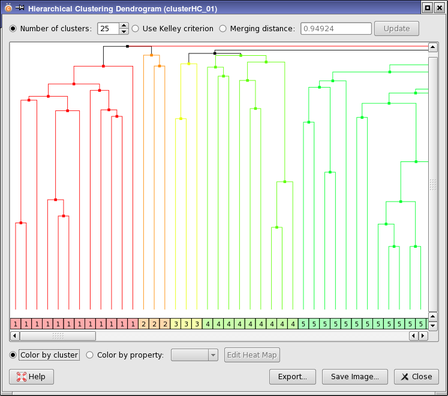 Hierarchical Clustering Dendrogram (clusterHC_01)
Number of clusters: 25 Use Kelley criterion Merging distance: 0.94924 Update
1 1 1 1 1 1 1 1 1 1 1 1 2 2 2 3 3 3 4 4 4 4 4 4 4 4 4 5 5 5 5 5 5 5 5 5 5 5 5
Color by cluster Color by property: Edit Heat Map
Help Export... Save Image... Close